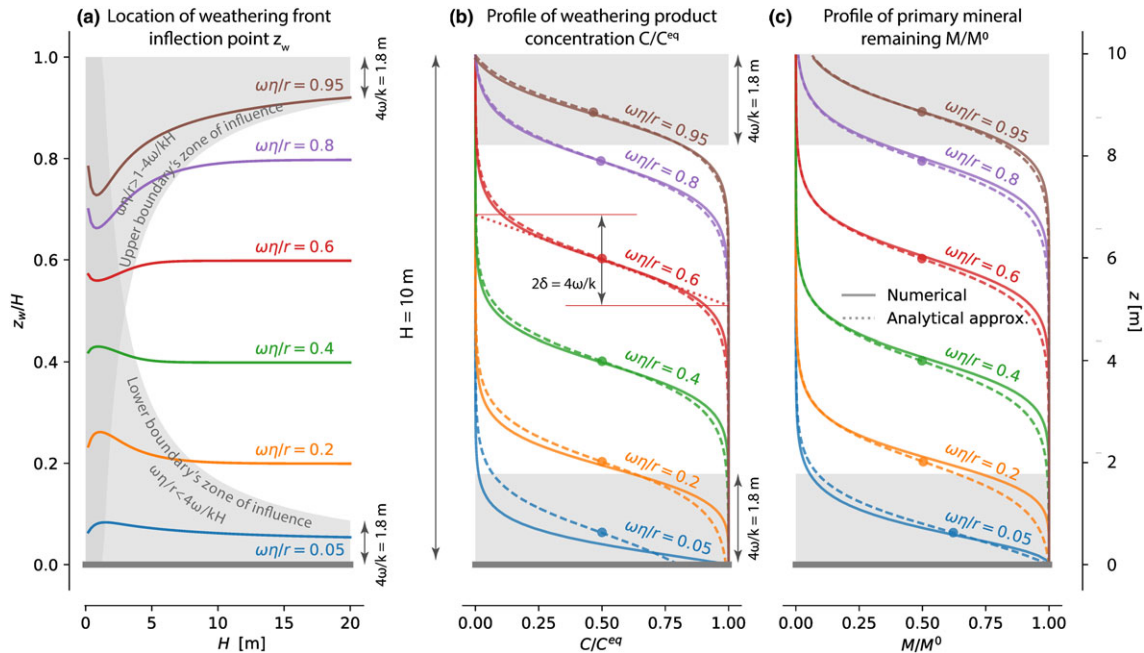 (a) Location of weathering front
inflection point z_w
(b) Profile of weathering product
concentration C/C^eq
(c) Profile of primary mineral
remaining M/M⁰
1.0
0.8
0.6
0.4
0.2
0.0
z_w/H
ωη/r = 0.95
ωη/r = 0.8
ωη/r = 0.6
ωη/r = 0.4
ωη/r = 0.2
ωη/r = 0.05
ωη/r>1-4ω/kH
Upper boundary's zone of influence
Lower boundary's zone of influence
ωη/r<4ω/kH
4ω/k = 1.8 m
4ω/k = 1.8 m
0
5
10
15
20
H [m]
H = 10 m
ωη/r = 0.95
ωη/r = 0.8
ωη/r = 0.6
2δ = 4ω/k
ωη/r = 0.4
ωη/r = 0.2
ωη/r = 0.05
4ω/k = 1.8 m
4ω/k = 1.8 m
0.00
0.25
0.50
0.75
1.00
C/C^eq
ωη/r = 0.95
ωη/r = 0.8
ωη/r = 0.6
Numerical
Analytical approx.
ωη/r = 0.4
ωη/r = 0.2
ωη/r = 0.05
0.00
0.25
0.50
0.75
1.00
M/M⁰
10
8
6
4
2
0
z [m]